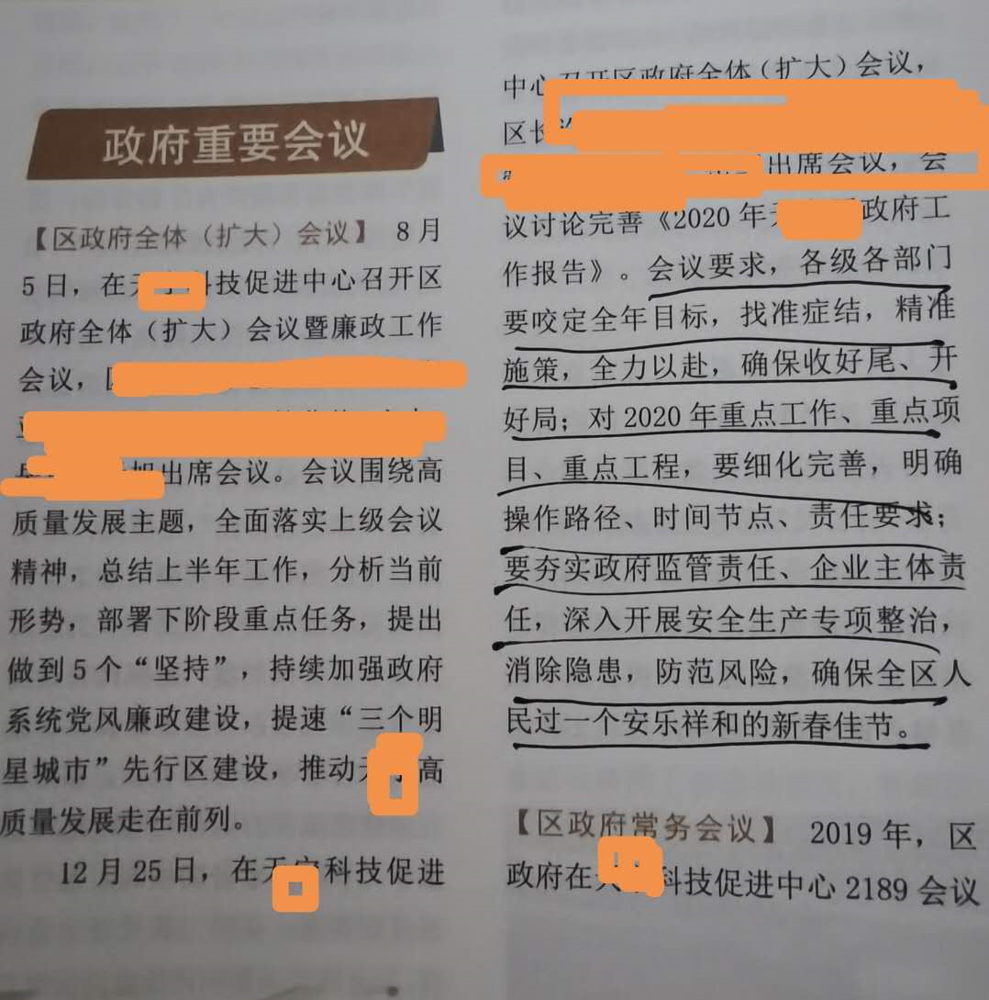 政府重要会议
【区政府全体（扩大）会议】 8月
5日，在 科技促进中心召开区
政府全体（扩大）会议暨廉政工作
会议，
出席会议。会议围绕高
质量发展主题，全面落实上级会议
精神，总结上半年工作，分析当前
形势，部署下阶段重点任务，提出
做到5个“坚持”，持续加强政府
系统党风廉政建设，提速“三个明
星城市”先行区建设，推动 高
质量发展走在前列。
12月25日，在 科技促进
中心召开区政府全体（扩大）会议，
区长
出席会议，会
议讨论完善《2020年 政府工
作报告》。会议要求，各级各部门
要咬定全年目标，找准症结，精准
施策，全力以赴，确保收好尾、开
好局；对2020年重点工作、重点项
目、重点工程，要细化完善，明确
操作路径、时间节点、责任要求；
要夯实政府监管责任、企业主体责
任，深入开展安全生产专项整治，
消除隐患，防范风险，确保全区人
民过一个安乐祥和的新春佳节。
【区政府常务会议】 2019年，区
政府在 科技促进中心2189会议